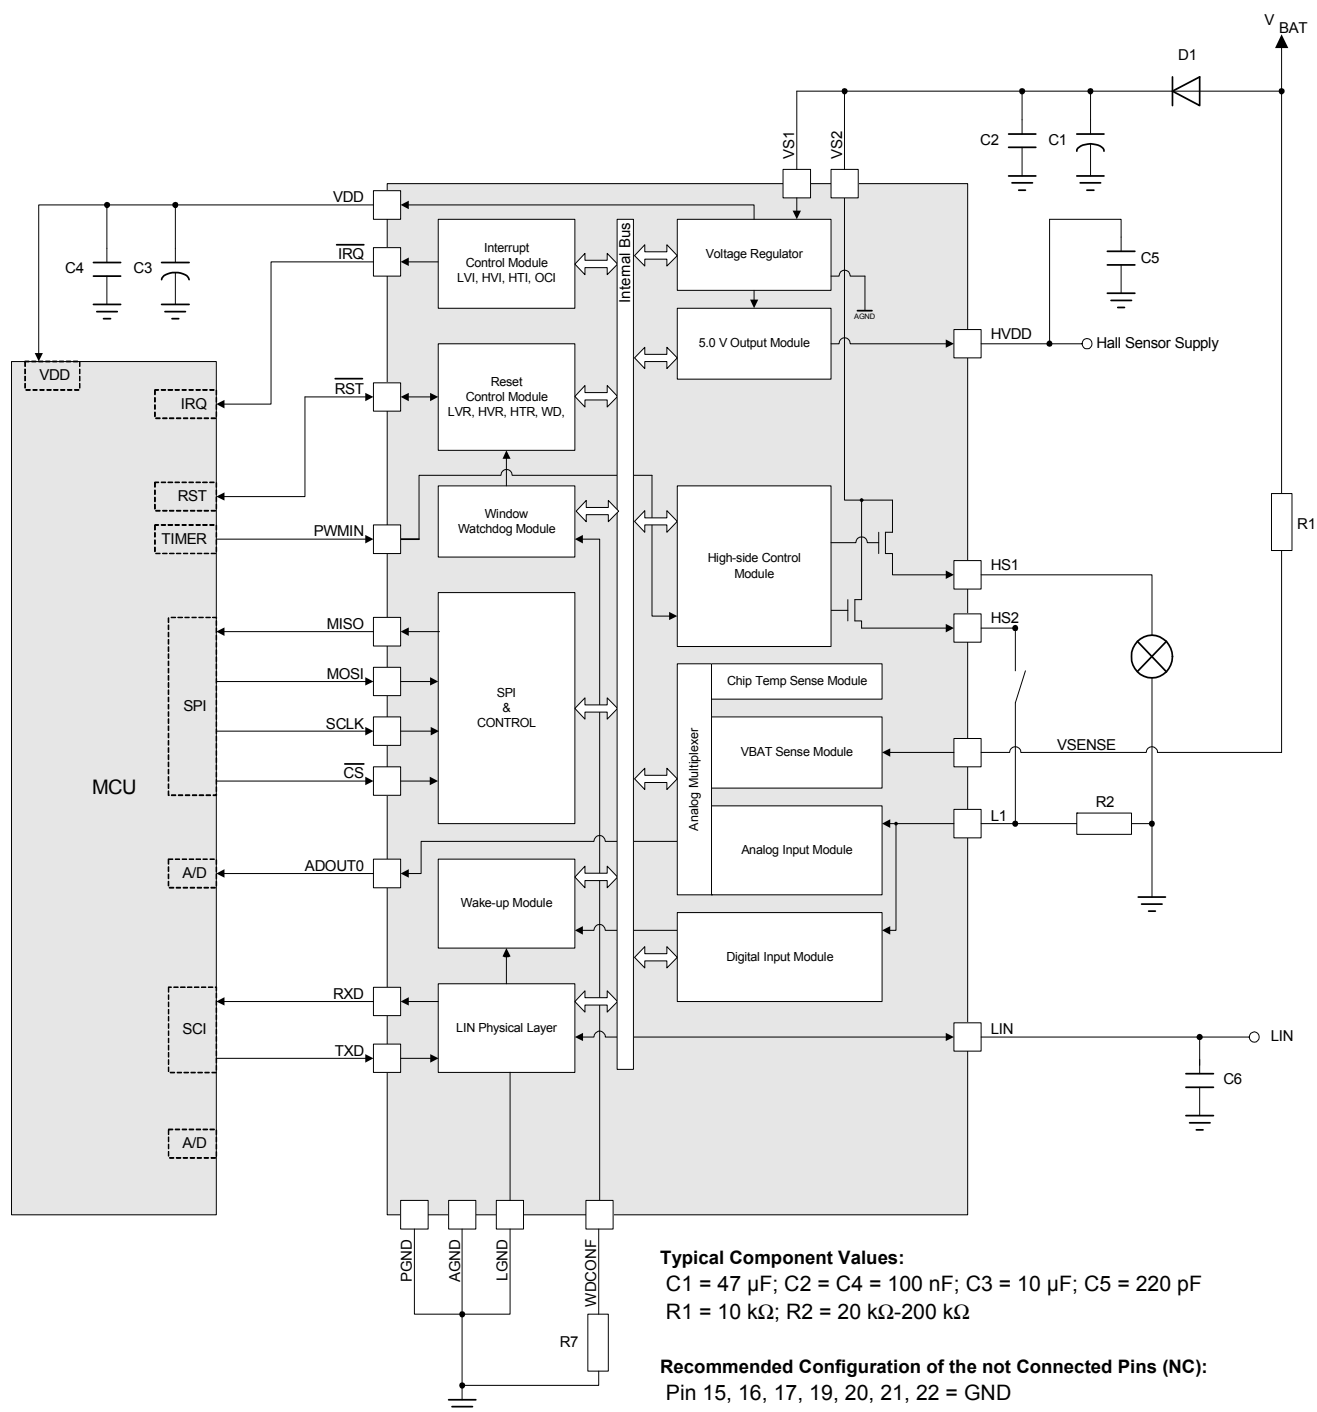 V
BAT
D1
VS1
VS2
C2
C1
VDD
C4
C3
IRQ
Interrupt
Control Module
LVI, HVI, HTI, OCI
Internal Bus
Voltage Regulator
AGND
C5
5.0 V Output Module
HVDD
Hall Sensor Supply
VDD
IRQ
RST
Reset
Control Module
LVR, HVR, HTR, WD,
RST
TIMER
PWMIN
Window
Watchdog Module
High-side Control
Module
HS1
HS2
R1
MISO
MOSI
SCLK
CS
SPI
SPI
&
CONTROL
Chip Temp Sense Module
Analog Multiplexer
VBAT Sense Module
VSENSE
MCU
Analog Input Module
L1
R2
A/D
ADOUT0
Wake-up Module
Digital Input Module
RXD
SCI
TXD
LIN Physical Layer
LIN
LIN
C6
A/D
PGND
AGND
LGND
WDCONF
R7
Typical Component Values:
C1 = 47 µF; C2 = C4 = 100 nF; C3 = 10 µF; C5 = 220 pF
R1 = 10 kΩ; R2 = 20 kΩ-200 kΩ
Recommended Configuration of the not Connected Pins (NC):
Pin 15, 16, 17, 19, 20, 21, 22 = GND